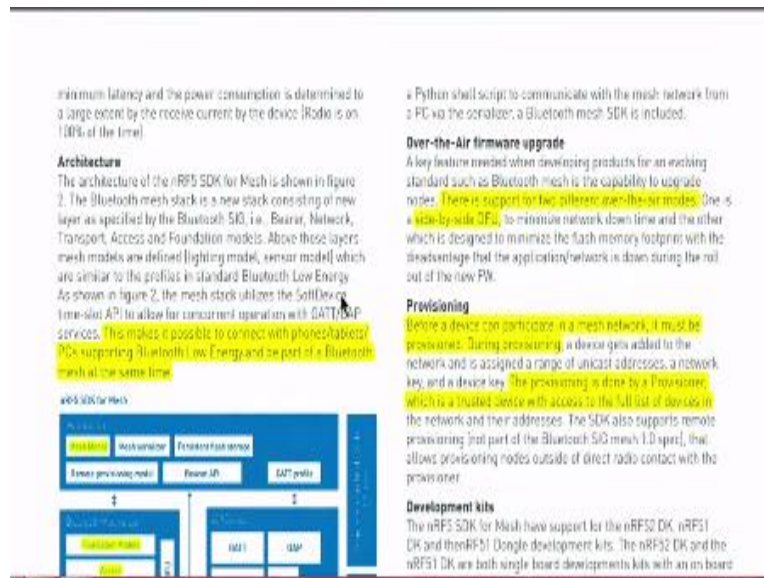 minimum latency and the power consumption is determined to
a large extent by the receive current by the device (Radio is on
100% of the time)
Architecture
The architecture of the nRF5 SDK for Mesh is shown in figure
2. The Bluetooth mesh stack is a new stack consisting of new
layer as specified by the Bluetooth SIG, i.e. Bearer, Network,
Transport, Access and Foundation models. Above these layers
mesh models are defined (lighting model, sensor model) which
are similar to the profiles in standard Bluetooth Low Energy
As shown in figure 2, the mesh stack utilizes the SoftDevice
time-slot API to allow for concurrent operation with GATT/GAP
services. This makes it possible to connect with phones/tablets/
PCs supporting Bluetooth Low Energy and be part of a Bluetooth
mesh at the same time.
nRF5 SDK for Mesh
Mesh Models Mesh serializer Persistent flash storage
Remote provisioning model Beacon API GATT profile
Foundation Models
GATT GAP
Access
a Python shell script to communicate with the mesh network from
a PC via the serializer, a Bluetooth mesh SDK is included.
Over-the-Air firmware upgrade
A key feature needed when developing products for an evolving
standard such as Bluetooth mesh is the capability to upgrade
nodes. There is support for two different over-the-air modes. One is
a side-by-side DFU, to minimize network down time and the other
which is designed to minimize the flash memory footprint with the
disadvantage that the application/network is down during the roll
out of the new FW.
Provisioning
Before a device can participate in a mesh network, it must be
provisioned. During provisioning, a device gets added to the
network and is assigned a range of unicast addresses, a network
key, and a device key. The provisioning is done by a Provisioner,
which is a trusted device with access to the full list of devices in
the network and their addresses. The SDK also supports remote
provisioning (not part of the Bluetooth SIG mesh 1.0 spec), that
allows provisioning nodes outside of direct radio contact with the
provisioner
Development kits
The nRF5 SDK for Mesh have support for the nRF52 DK, nRF51
DK and thenRF51 Dongle development kits. The nRF52 DK and the
nRF51 DK are both single board developments kits with an on board